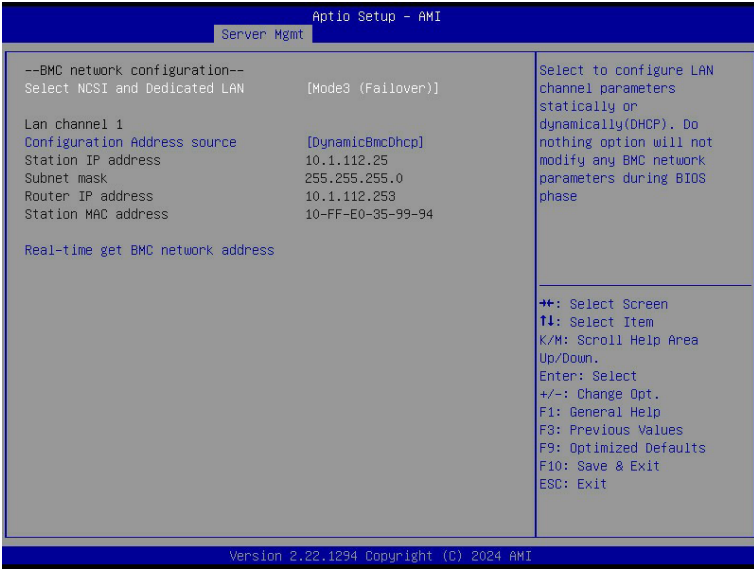 Aptio Setup – AMI
Server Mgmt
--BMC network configuration--
Select NCSI and Dedicated LAN [Mode3 (Failover)]
Lan channel 1
Configuration Address source [DynamicBmcDhcp]
Station IP address 10.1.112.25
Subnet mask 255.255.255.0
Router IP address 10.1.112.253
Station MAC address 10-FF-E0-35-99-94
Real-time get BMC network address
Select to configure LAN
channel parameters
statically or
dynamically(DHCP). Do
nothing option will not
modify any BMC network
parameters during BIOS
phase
→←: Select Screen
↑↓: Select Item
K/M: Scroll Help Area
Up/Down.
Enter: Select
+/-: Change Opt.
F1: General Help
F3: Previous Values
F9: Optimized Defaults
F10: Save & Exit
ESC: Exit
Version 2.22.1294 Copyright (C) 2024 AMI